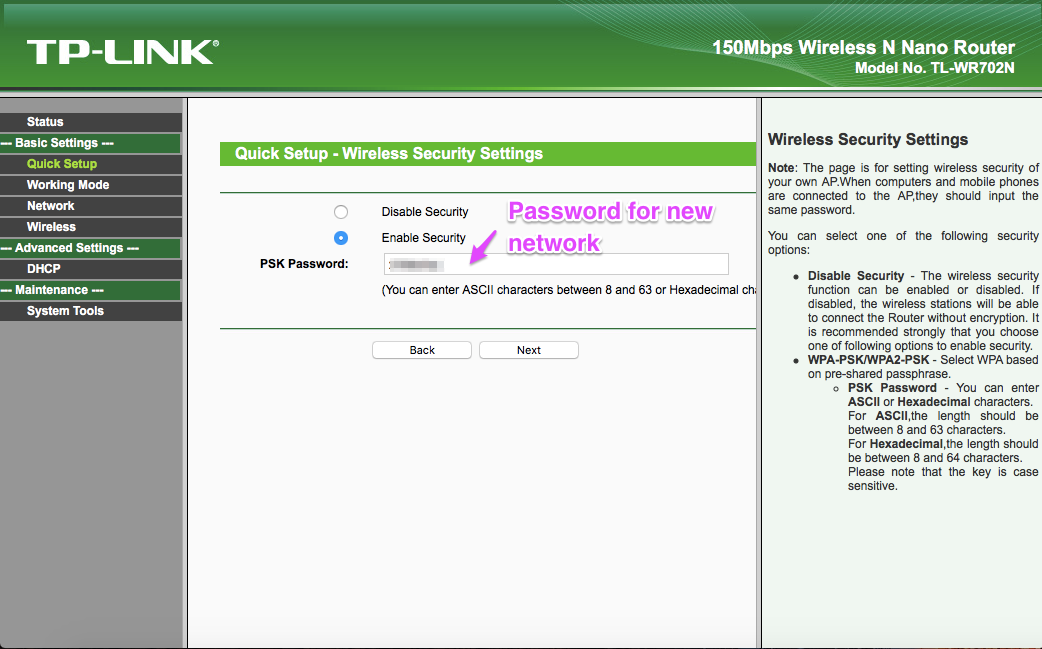 TP-LINK®
150Mbps Wireless N Nano Router
Model No. TL-WR702N
Status
--- Basic Settings ---
Quick Setup
Working Mode
Network
Wireless
--- Advanced Settings ---
DHCP
--- Maintenance ---
System Tools
Quick Setup - Wireless Security Settings
Disable Security
Enable Security
Password for new
network
PSK Password:
(You can enter ASCII characters between 8 and 63 or Hexadecimal
Back
Next
Wireless Security Settings
Note: The page is for setting wireless security of
your own AP.When computers and mobile phones
are connected to the AP,they should input the
same password.
You can select one of the following security
options:
Disable Security - The wireless security
function can be enabled or disabled. If
disabled, the wireless stations will be able
to connect the Router without encryption. It
is recommended strongly that you choose
one of following options to enable security.
WPA-PSK/WPA2-PSK - Select WPA based
on pre-shared passphrase.
PSK Password - You can enter
ASCII or Hexadecimal characters.
For ASCII,the length should be
between 8 and 63 characters.
For Hexadecimal,the length should
be between 8 and 64 characters.
Please note that the key is case
sensitive.